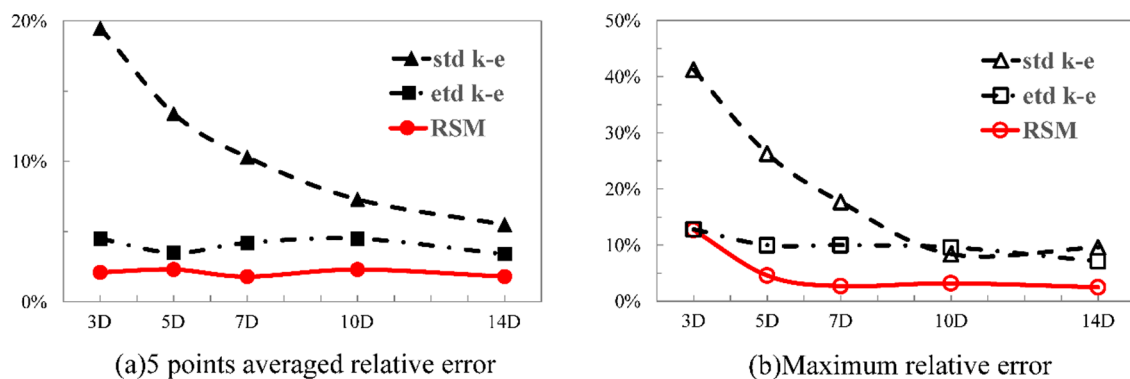 20%
10%
0%
std k-e
etd k-e
RSM
3D 5D 7D 10D 14D
(a)5 points averaged relative error
50%
40%
30%
20%
10%
0%
std k-e
etd k-e
RSM
3D 5D 7D 10D 14D
(b)Maximum relative error